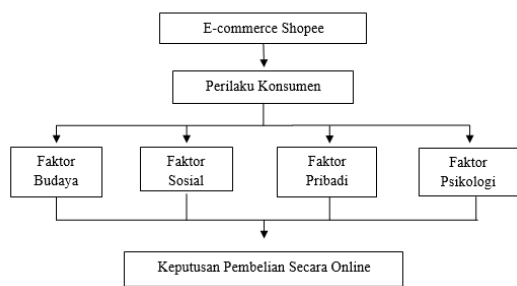 E-commerce Shopee
Perilaku Konsumen
Faktor
Budaya
Faktor
Sosial
Faktor
Pribadi
Faktor
Psikologi
Keputusan Pembelian Secara Online